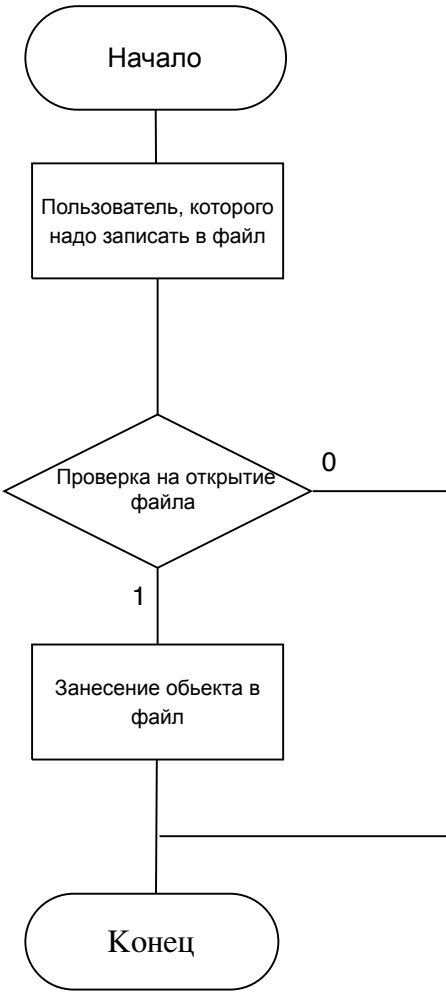 Начало
Пользователь, которого
надо записать в файл
Проверка на открытие
файла
0
1
Занесение обьекта в
файл
Конец